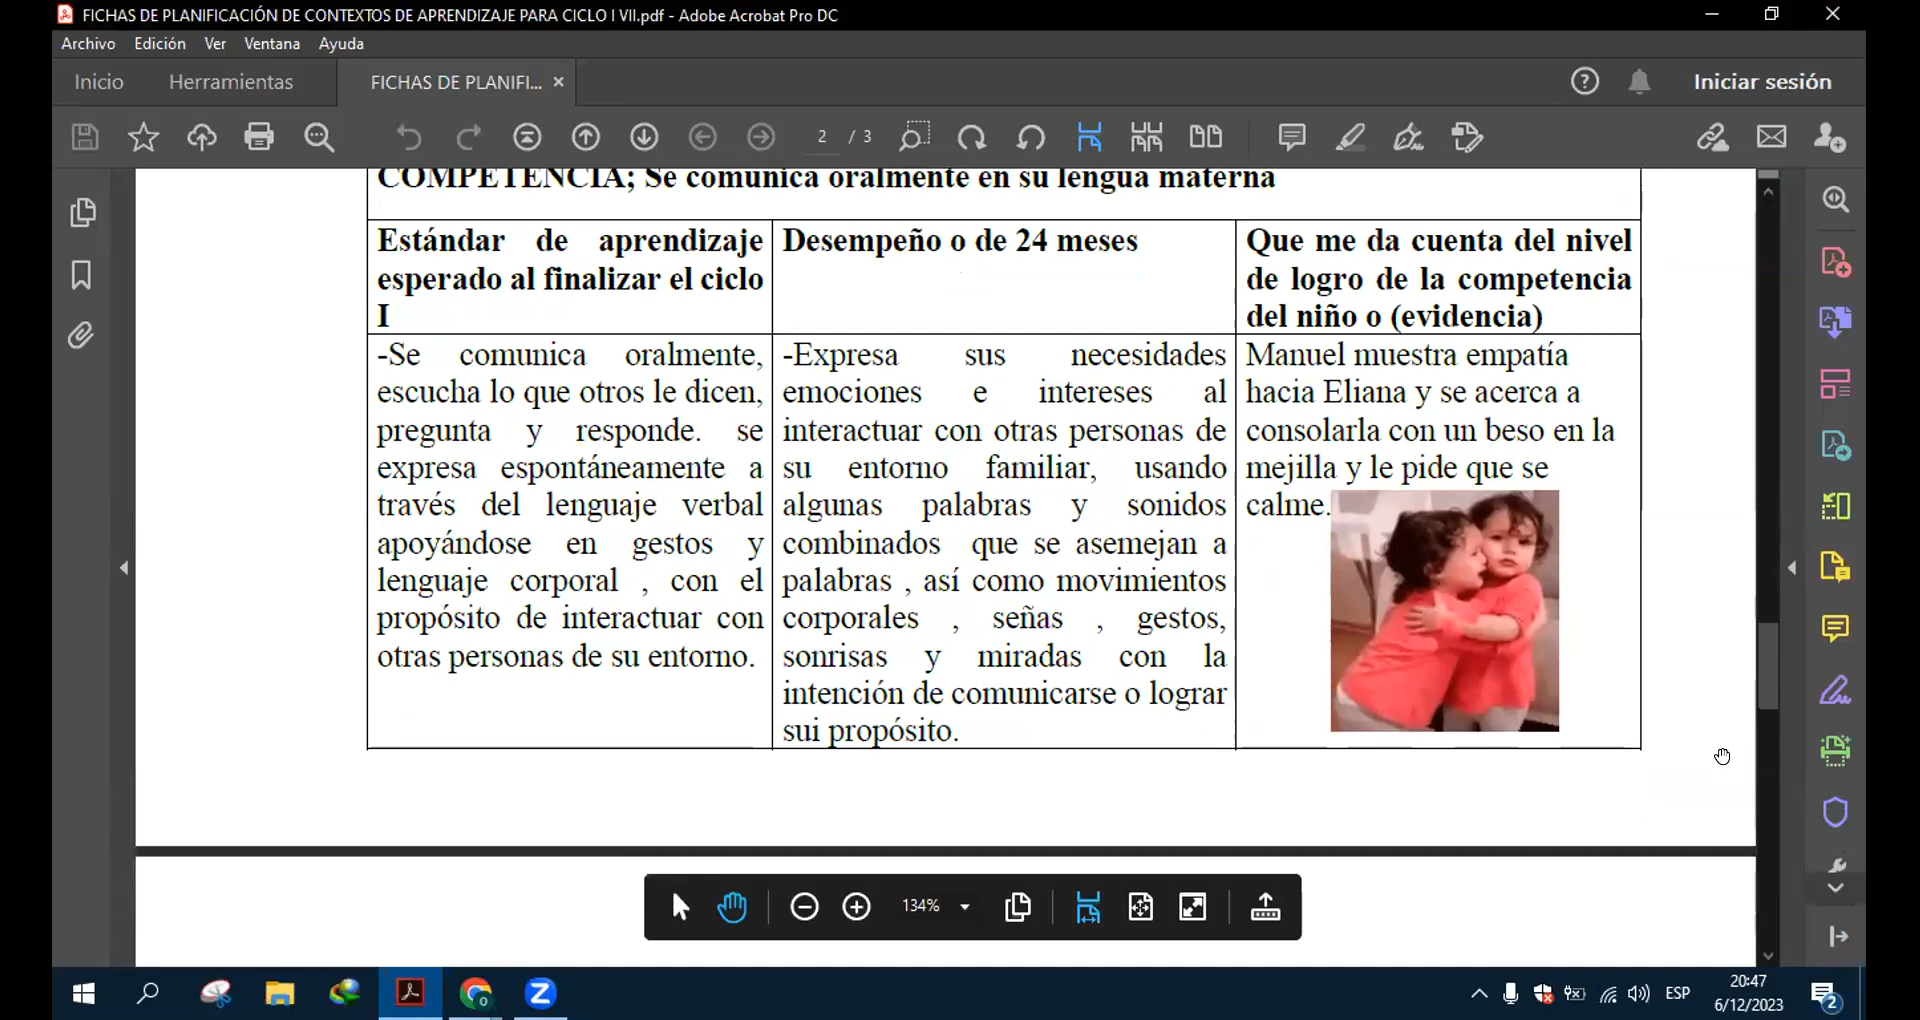 FICHAS DE PLANIFICACIÓN DE CONTEXTOS DE APRENDIZAJE PARA CICLO I VII.pdf - Adobe Acrobat Pro DC
Archivo Edición Ver Ventana Ayuda
Inicio Herramientas FICHAS DE PLANIFI... × Iniciar sesión
2 / 3
COMPETENCIA; Se comunica oralmente en su lengua materna
Estándar de aprendizaje
esperado al finalizar el ciclo
I
Desempeño o de 24 meses
Que me da cuenta del nivel
de logro de la competencia
del niño o (evidencia)
-Se comunica oralmente,
escucha lo que otros le dicen,
pregunta y responde. se
expresa espontáneamente a
través del lenguaje verbal
apoyándose en gestos y
lenguaje corporal , con el
propósito de interactuar con
otras personas de su entorno.
-Expresa sus necesidades
emociones e intereses al
interactuar con otras personas de
su entorno familiar, usando
algunas palabras y sonidos
combinados que se asemejan a
palabras , así como movimientos
corporales , señas , gestos,
sonrisas y miradas con la
intención de comunicarse o lograr
sui propósito.
Manuel muestra empatía
hacia Eliana y se acerca a
consolarla con un beso en la
mejilla y le pide que se
calme.
134%
ESP
20:47
6/12/2023
2